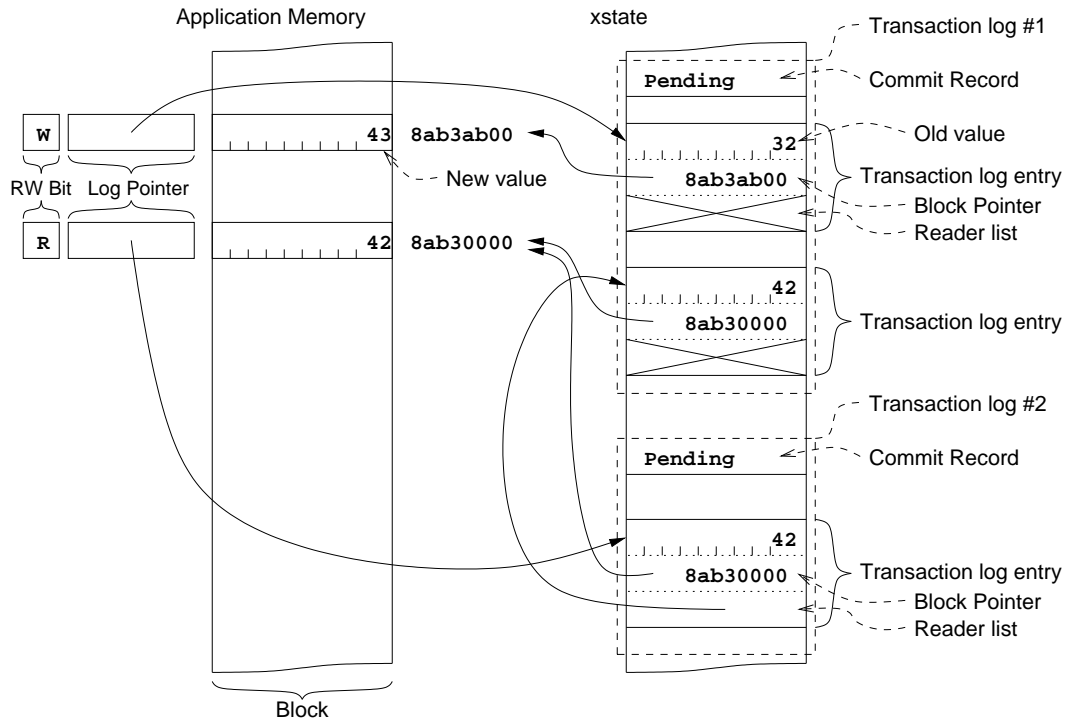 Application Memory
xstate
Transaction log #1
Pending
Commit Record
W
43
8ab3ab00
32
Old value
RW Bit
Log Pointer
New value
8ab3ab00
Transaction log entry
Block Pointer
Reader list
R
42
8ab30000
42
8ab30000
Transaction log entry
Transaction log #2
Pending
Commit Record
42
8ab30000
Transaction log entry
Block Pointer
Reader list
Block